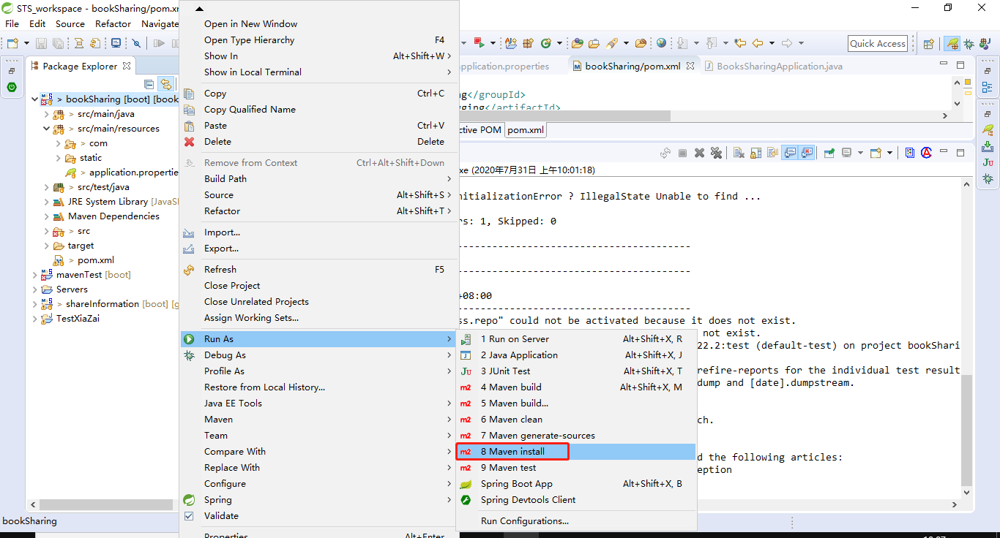 STS_workspace - bookSharing/pom.x
File Edit Source Refactor Navigate
Quick Access
Package Explorer
> bookSharing [boot] [book
> src/main/java
> src/main/resources
> com
static
> application.propertie
> src/test/java
JRE System Library [JavaS
Maven Dependencies
> src
target
> pom.xml
mavenTest [boot]
Servers
> shareInformation [boot] [g
TestXiaZai
bookSharing
Open in New Window
Open Type Hierarchy F4
Show In Alt+Shift+W >
Show in Local Terminal >
Copy Ctrl+C
Copy Qualified Name
Paste Ctrl+V
Delete Delete
Remove from Context Ctrl+Alt+Shift+Down
Build Path >
Source Alt+Shift+S >
Refactor Alt+Shift+T >
Import...
Export...
Refresh F5
Close Project
Close Unrelated Projects
Assign Working Sets...
Run As >
Debug As >
Profile As >
Restore from Local History...
Java EE Tools >
Maven >
Team >
Compare With >
Replace With >
Configure >
Spring >
Validate
Properties Alt+Enter
1 Run on Server Alt+Shift+X, R
2 Java Application Alt+Shift+X, J
3 JUnit Test Alt+Shift+X, T
m2 4 Maven build Alt+Shift+X, M
m2 5 Maven build...
m2 6 Maven clean
m2 7 Maven generate-sources
m2 8 Maven install
m2 9 Maven test
Spring Boot App Alt+Shift+X, B
Spring Devtools Client
Run Configurations...
pplication.properties bookSharing/pom.xml BooksSharingApplication.java
ng</groupId>
gging</artifactId>
ctive POM pom.xml
xe (2020年7月31日 上午10:01:18)
nitializationError ? IllegalState Unable to find ...
rs: 1, Skipped: 0
------------------------------------
------------------------------------
+08:00
------------------------------------
ss.repo" could not be activated because it does not exist.
not exist.
22.2:test (default-test) on project bookShari
refire-reports for the individual test result
dump and [date].dumpstream.
ch.
d the following articles:
eption